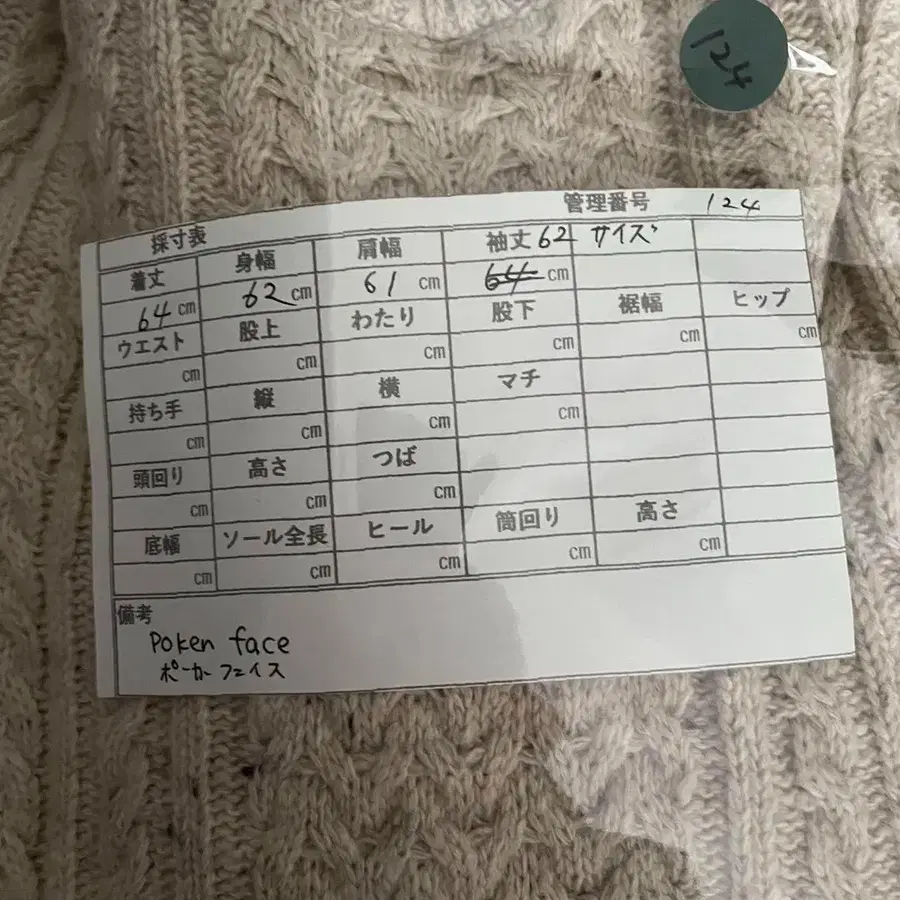 124
管理番号 124
採寸表
着丈 身幅 肩幅 袖丈 62 サイズ
64 cm 62 cm 61 cm 64 cm
ウエスト 股上 わたり 股下 裾幅 ヒップ
cm cm cm cm cm cm
持ち手 縦 横 マチ
cm cm cm cm
頭回り 高さ つば
cm cm cm
底幅 ソール全長 ヒール 筒回り 高さ
cm cm cm cm cm
備考
Poken face
ポーカーフェイス